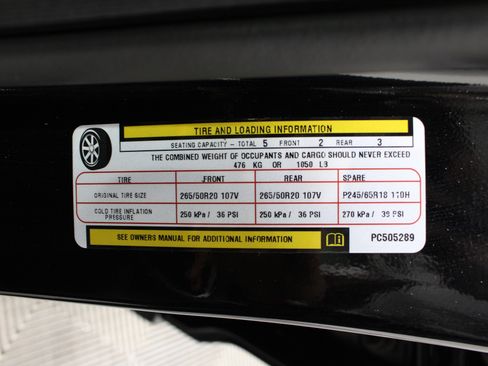 TIRE AND LOADING INFORMATION
SEATING CAPACITY - TOTAL 5 FRONT 2 REAR 3
THE COMBINED WEIGHT OF OCCUPANTS AND CARGO SHOULD NEVER EXCEED
476 KG OR 1050 LB
TIRE FRONT REAR SPARE
ORIGINAL TIRE SIZE 265/50R20 107V 265/50R20 107V P245/65R18 110H
COLD TIRE INFLATION PRESSURE 250 kPa / 36 PSI 250 kPa / 36 PSI 270 kPa / 39 PSI
SEE OWNERS MANUAL FOR ADDITIONAL INFORMATION PC505289